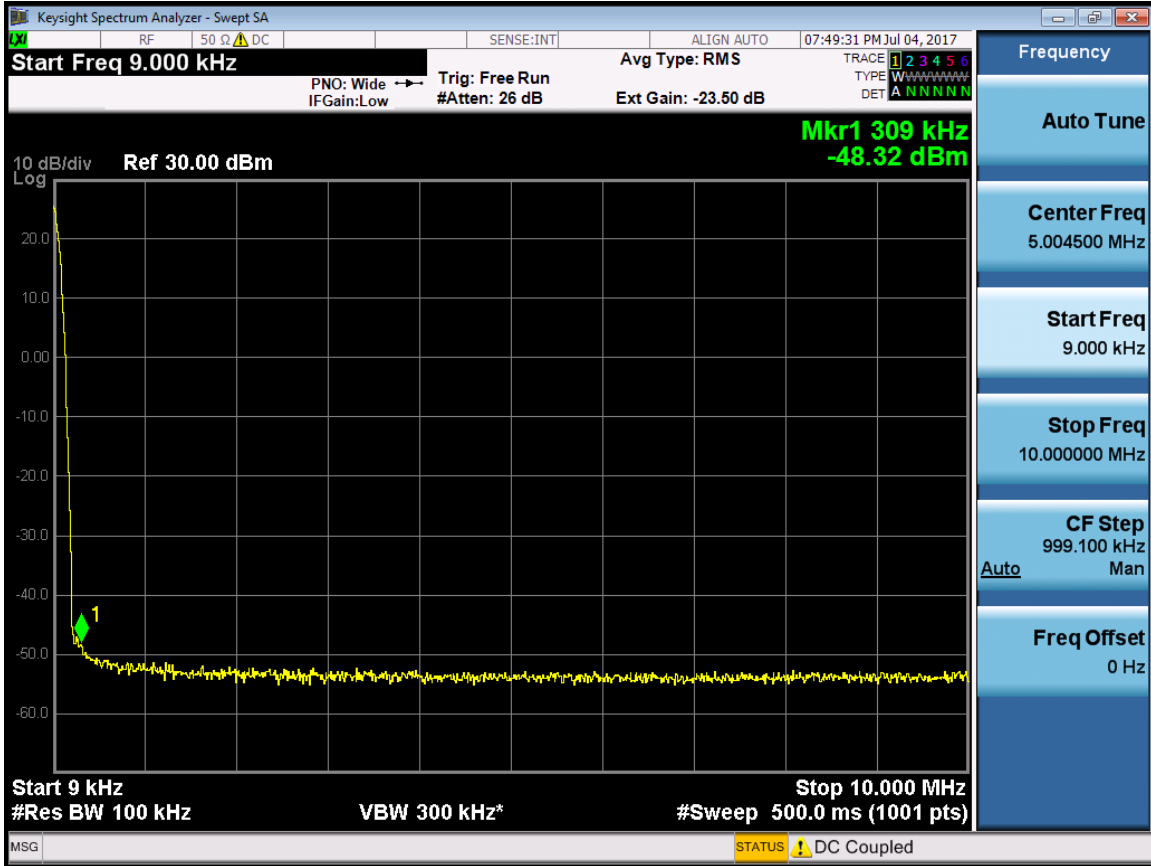 Keysight Spectrum Analyzer - Swept SA
LXI RF 50 Ω DC SENSE:INT ALIGN AUTO 07:49:31 PM Jul 04, 2017
Start Freq 9.000 kHz
PNO: Wide
IFGain:Low
Trig: Free Run
#Atten: 26 dB
Avg Type: RMS
Ext Gain: -23.50 dB
TRACE 1 2 3 4 5 6
TYPE WWWWWWW
DET A N N N N N
Mkr1 309 kHz
-48.32 dBm
10 dB/div Ref 30.00 dBm
Log
20.0
10.0
0.00
-10.0
-20.0
-30.0
-40.0
1
-50.0
-60.0
Start 9 kHz Stop 10.000 MHz
#Res BW 100 kHz VBW 300 kHz* #Sweep 500.0 ms (1001 pts)
Frequency
Auto Tune
Center Freq
5.004500 MHz
Start Freq
9.000 kHz
Stop Freq
10.000000 MHz
CF Step
999.100 kHz
Auto Man
Freq Offset
0 Hz
MSG STATUS DC Coupled